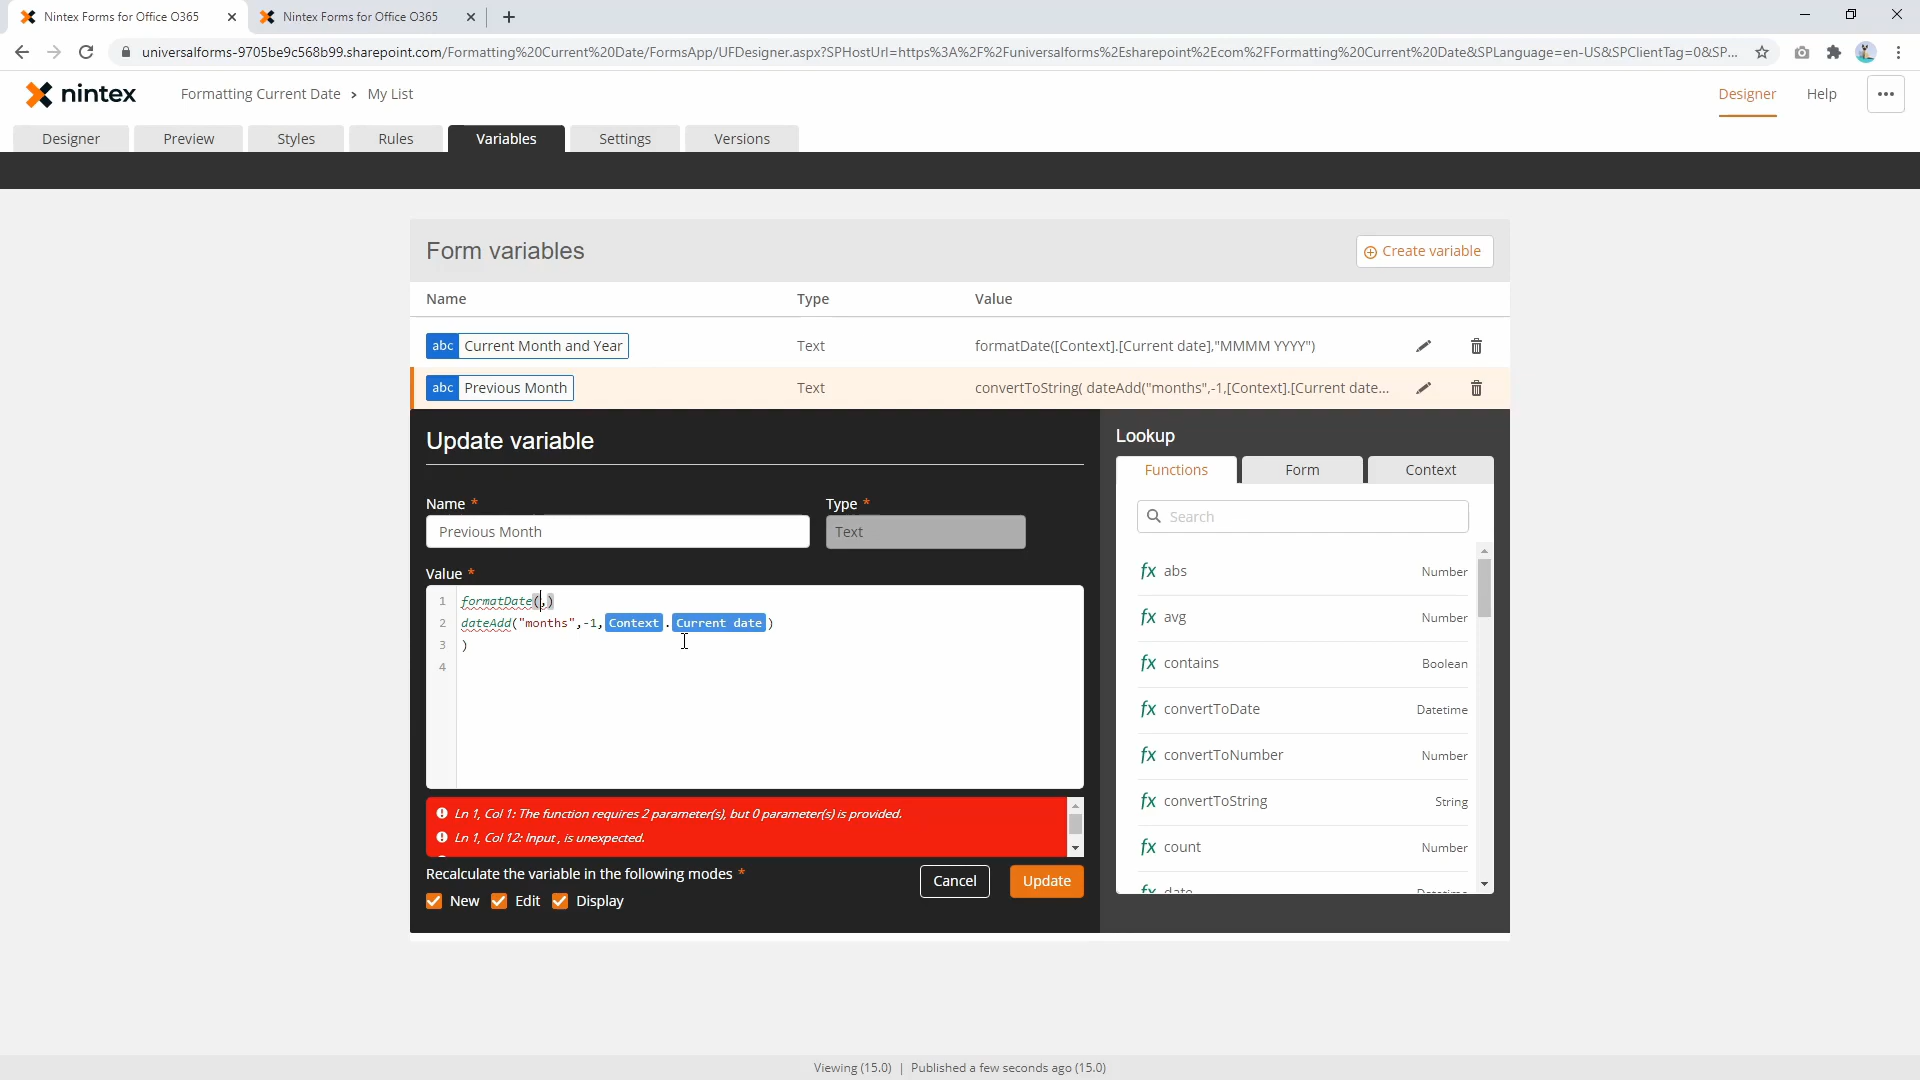 Nintex Forms for Office O365
Nintex Forms for Office O365
universalforms-9705be9c568b99.sharepoint.com/Formatting%20Current%20Date/FormsApp/UFDesigner.aspx?SPHostUrl=https%3A%2F%2Funiversalforms%2Esharepoint%2Ecom%2FFormatting%20Current%20Date&SPLanguage=en-US&SPClientTag=0&SP...
nintex
Formatting Current Date > My List
Designer
Help
Designer
Preview
Styles
Rules
Variables
Settings
Versions
Form variables
Create variable
Name
Type
Value
abc Current Month and Year
Text
formatDate([Context].[Current date],"MMMM YYYY")
abc Previous Month
Text
convertToString( dateAdd("months",-1,[Context].[Current date...
Update variable
Name *
Type *
Previous Month
Text
Value *
1 formatDate(,)
2 dateAdd("months",-1,Context.Current date)
3 )
4
Ln 1, Col 1: The function requires 2 parameter(s), but 0 parameter(s) is provided.
Ln 1, Col 12: Input , is unexpected.
Recalculate the variable in the following modes *
New
Edit
Display
Cancel
Update
Lookup
Functions
Form
Context
Search
fx abs Number
fx avg Number
fx contains Boolean
fx convertToDate Datetime
fx convertToNumber Number
fx convertToString String
fx count Number
fx date Datetime
Viewing (15.0) | Published a few seconds ago (15.0)